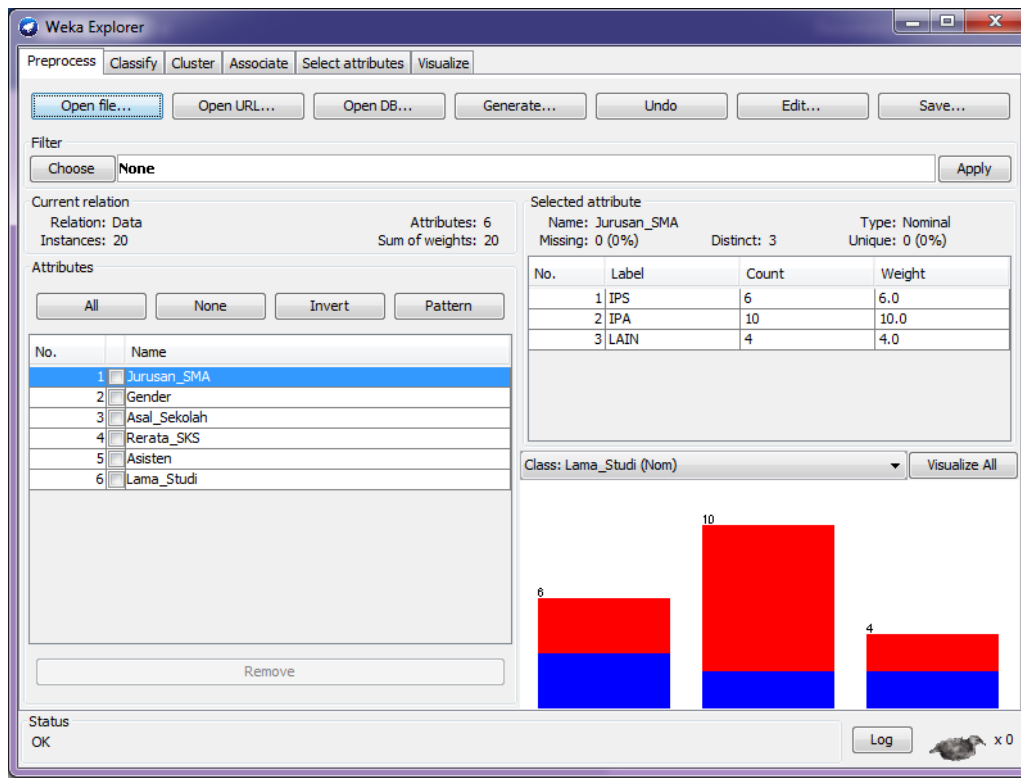 Weka Explorer
Preprocess Classify Cluster Associate Select attributes Visualize
Open file... Open URL... Open DB... Generate... Undo Edit... Save...
Filter
Choose None Apply
Current relation
Relation: Data Attributes: 6
Instances: 20 Sum of weights: 20
Attributes
All None Invert Pattern
No. Name
1 Jurusan_SMA
2 Gender
3 Asal_Sekolah
4 Rerata_SKS
5 Asisten
6 Lama_Studi
Remove
Selected attribute
Name: Jurusan_SMA Type: Nominal
Missing: 0 (0%) Distinct: 3 Unique: 0 (0%)
No. Label Count Weight
1 IPS 6 6.0
2 IPA 10 10.0
3 LAIN 4 4.0
Class: Lama_Studi (Nom) Visualize All
6 10 4
Status
OK
Log x 0